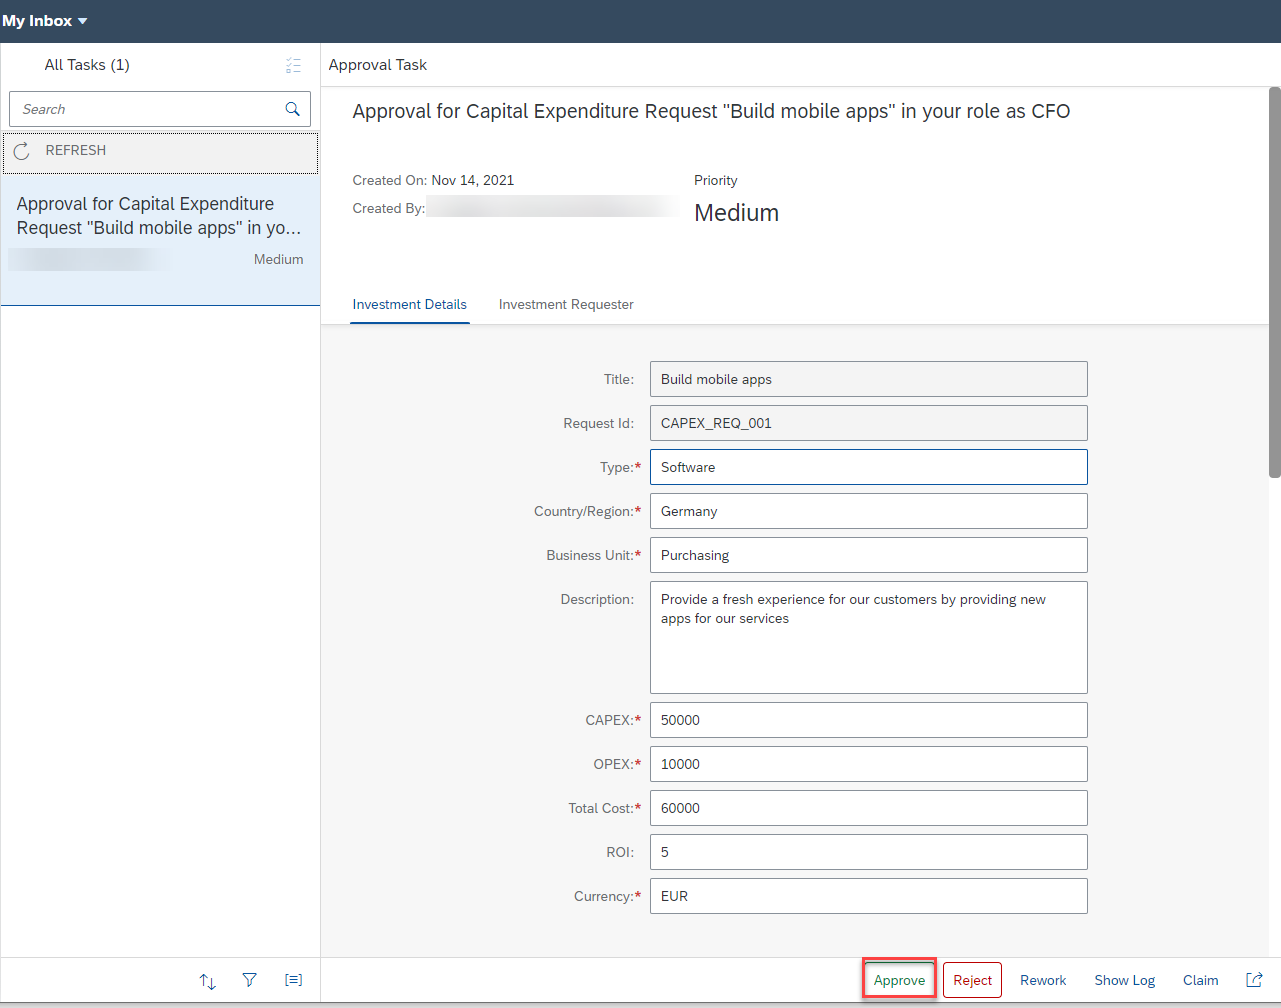 My Inbox
All Tasks (1)
Search
REFRESH
Approval for Capital Expenditure
Request "Build mobile apps" in yo...
Medium
Approval Task
Approval for Capital Expenditure Request "Build mobile apps" in your role as CFO
Created On: Nov 14, 2021
Created By:
Priority
Medium
Investment Details
Investment Requester
Title: Build mobile apps
Request Id: CAPEX_REQ_001
Type:* Software
Country/Region:* Germany
Business Unit:* Purchasing
Description: Provide a fresh experience for our customers by providing new
apps for our services
CAPEX:* 50000
OPEX:* 10000
Total Cost:* 60000
ROI: 5
Currency:* EUR
Approve Reject Rework Show Log Claim